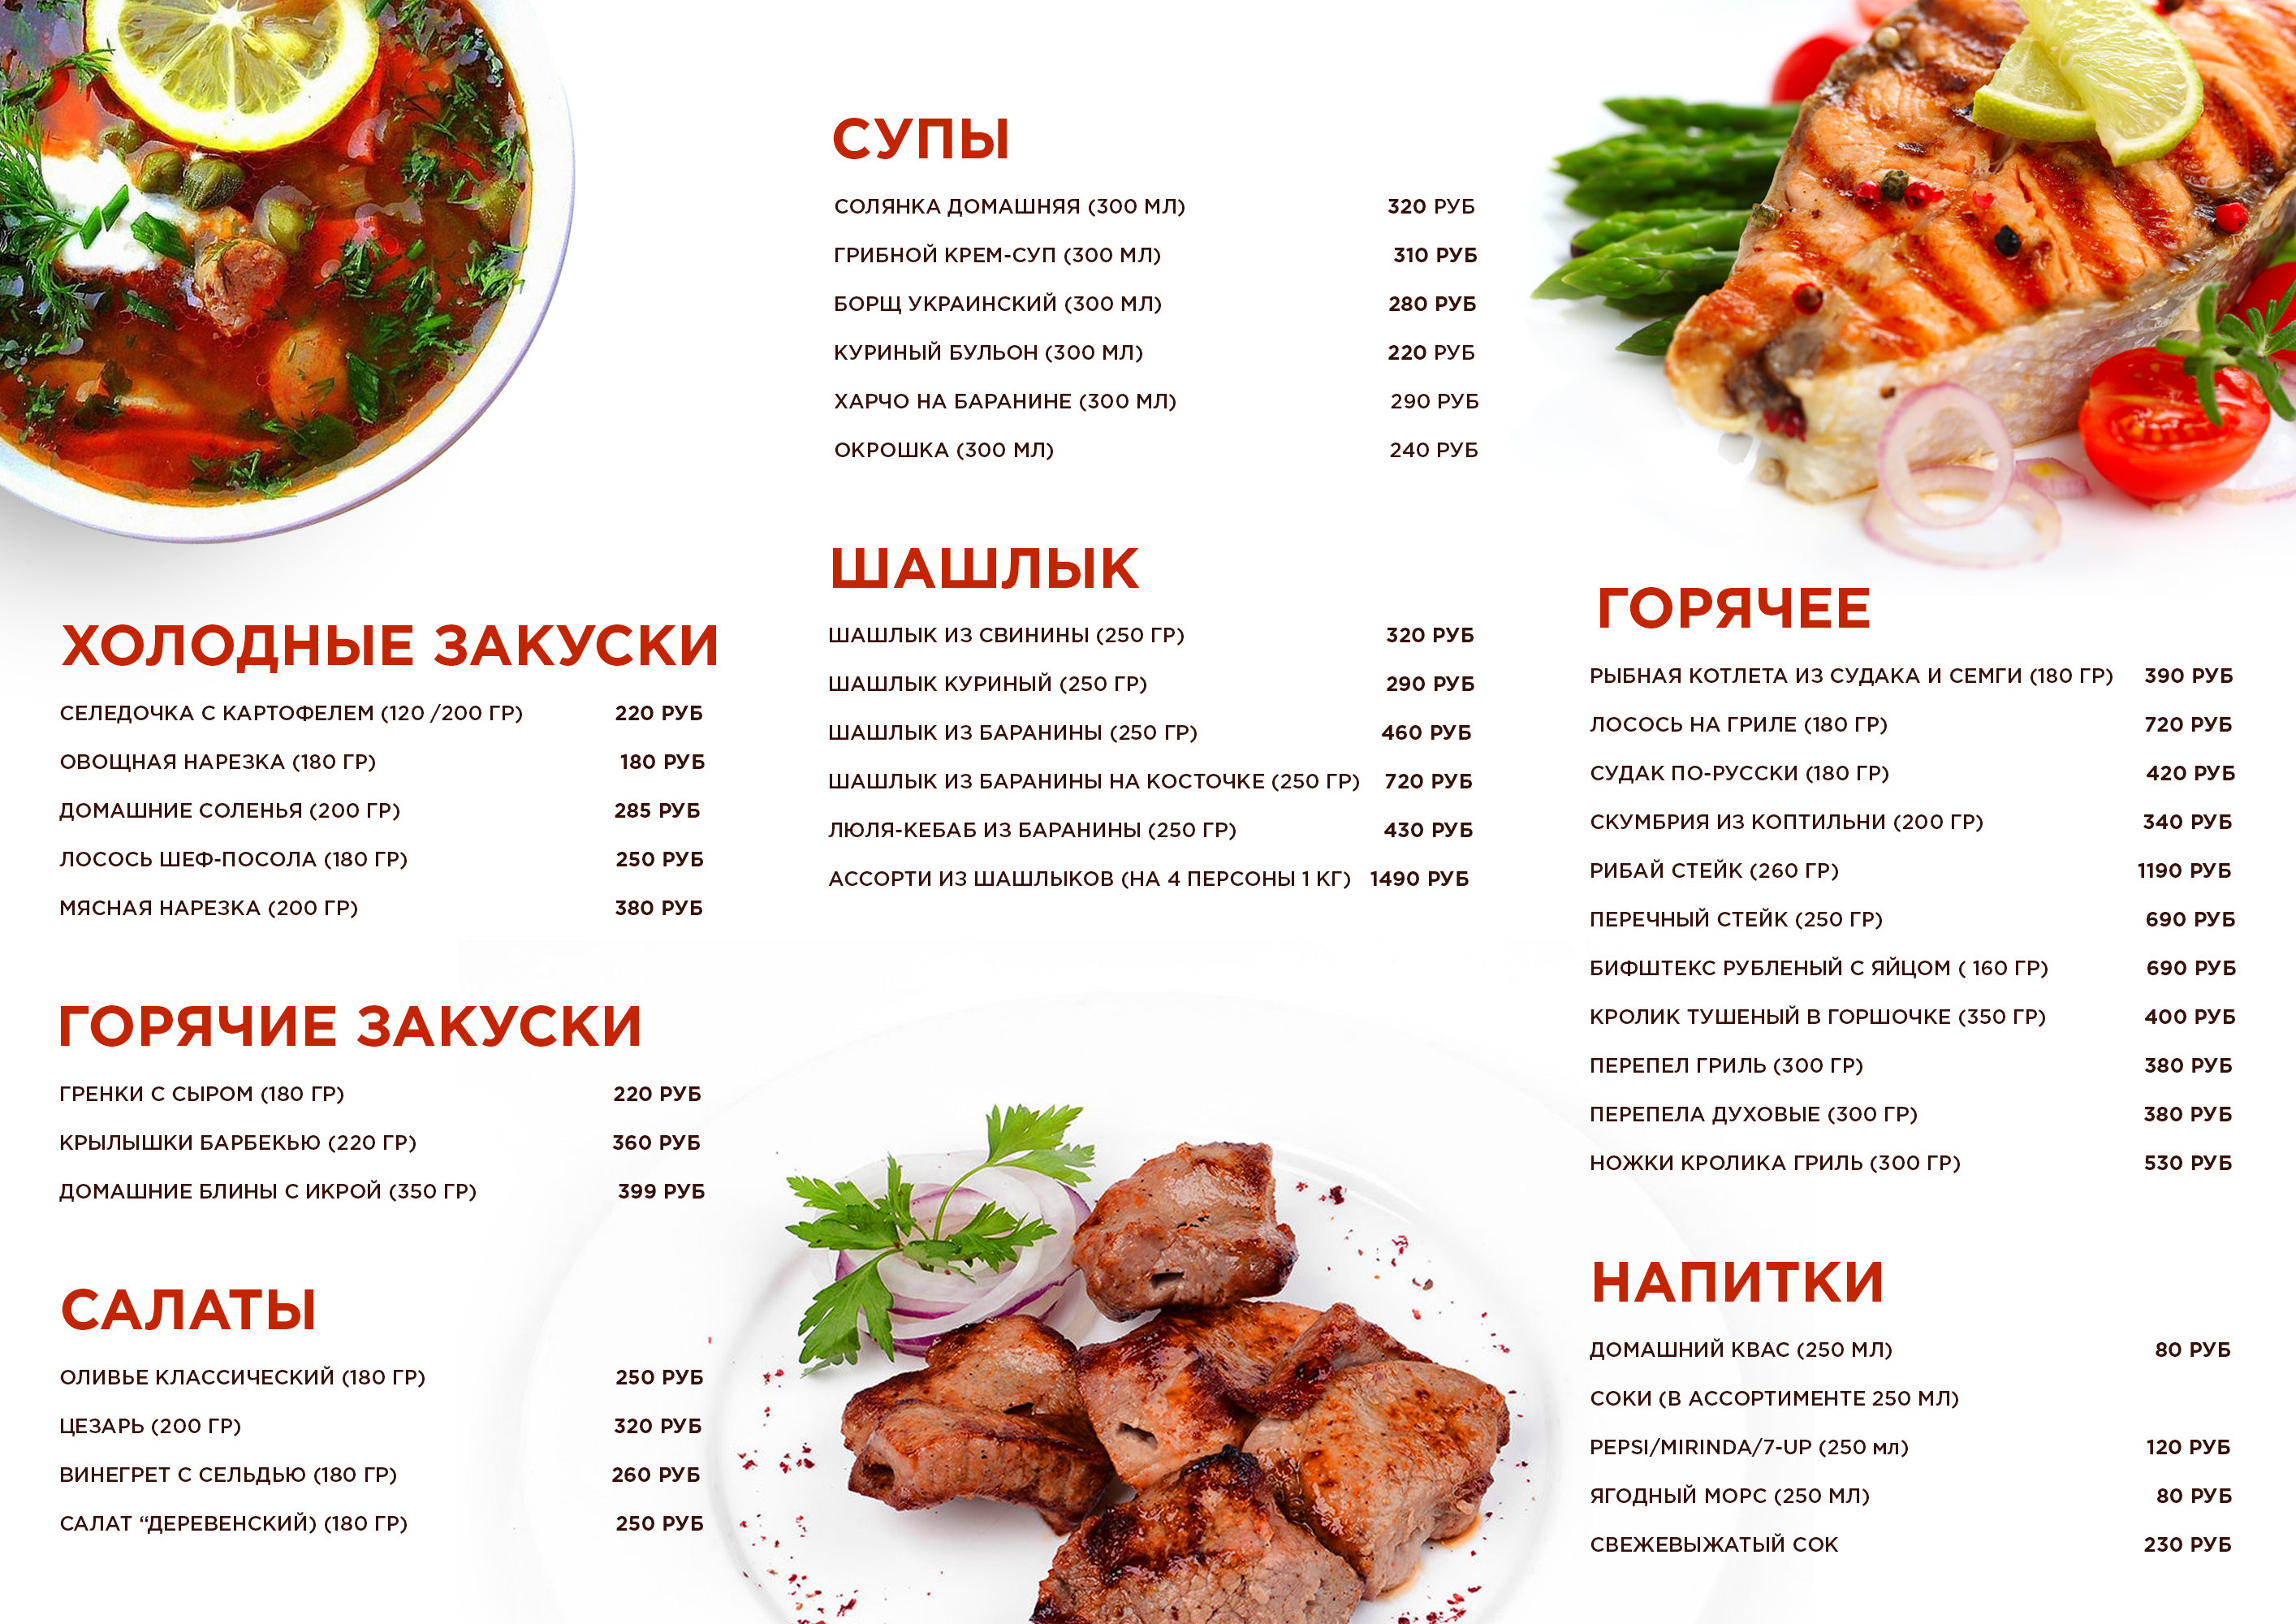 СУПЫ
СОЛЯНКА ДОМАШНЯЯ (300 МЛ) 320 РУБ
ГРИБНОЙ КРЕМ-СУП (300 МЛ) 310 РУБ
БОРЩ УКРАИНСКИЙ (300 МЛ) 280 РУБ
КУРИНЫЙ БУЛЬОН (300 МЛ) 220 РУБ
ХАРЧО НА БАРАНИНЕ (300 МЛ) 290 РУБ
ОКРОШКА (300 МЛ) 240 РУБ
ХОЛОДНЫЕ ЗАКУСКИ
СЕЛЕДОЧКА С КАРТОФЕЛЕМ (120 /200 ГР) 220 РУБ
ОВОЩНАЯ НАРЕЗКА (180 ГР) 180 РУБ
ДОМАШНИЕ СОЛЕНЬЯ (200 ГР) 285 РУБ
ЛОСОСЬ ШЕФ-ПОСОЛА (180 ГР) 250 РУБ
МЯСНАЯ НАРЕЗКА (200 ГР) 380 РУБ
ГОРЯЧИЕ ЗАКУСКИ
ГРЕНКИ С СЫРОМ (180 ГР) 220 РУБ
КРЫЛЫШКИ БАРБЕКЬЮ (220 ГР) 360 РУБ
ДОМАШНИЕ БЛИНЫ С ИКРОЙ (350 ГР) 399 РУБ
САЛАТЫ
ОЛИВЬЕ КЛАССИЧЕСКИЙ (180 ГР) 250 РУБ
ЦЕЗАРЬ (200 ГР) 320 РУБ
ВИНЕГРЕТ С СЕЛЬДЬЮ (180 ГР) 260 РУБ
САЛАТ “ДЕРЕВЕНСКИЙ) (180 ГР) 250 РУБ
ШАШЛЫК
ШАШЛЫК ИЗ СВИНИНЫ (250 ГР) 320 РУБ
ШАШЛЫК КУРИНЫЙ (250 ГР) 290 РУБ
ШАШЛЫК ИЗ БАРАНИНЫ (250 ГР) 460 РУБ
ШАШЛЫК ИЗ БАРАНИНЫ НА КОСТОЧКЕ (250 ГР) 720 РУБ
ЛЮЛЯ-КЕБАБ ИЗ БАРАНИНЫ (250 ГР) 430 РУБ
АССОРТИ ИЗ ШАШЛЫКОВ (НА 4 ПЕРСОНЫ 1 КГ) 1490 РУБ
ГОРЯЧЕЕ
РЫБНАЯ КОТЛЕТА ИЗ СУДАКА И СЕМГИ (180 ГР) 390 РУБ
ЛОСОСЬ НА ГРИЛЕ (180 ГР) 720 РУБ
СУДАК ПО-РУССКИ (180 ГР) 420 РУБ
СКУМБРИЯ ИЗ КОПТИЛЬНИ (200 ГР) 340 РУБ
РИБАЙ СТЕЙК (260 ГР) 1190 РУБ
ПЕРЕЧНЫЙ СТЕЙК (250 ГР) 690 РУБ
БИФШТЕКС РУБЛЕНЫЙ С ЯЙЦОМ ( 160 ГР) 690 РУБ
КРОЛИК ТУШЕНЫЙ В ГОРШОЧКЕ (350 ГР) 400 РУБ
ПЕРЕПЕЛ ГРИЛЬ (300 ГР) 380 РУБ
ПЕРЕПЕЛА ДУХОВЫЕ (300 ГР) 380 РУБ
НОЖКИ КРОЛИКА ГРИЛЬ (300 ГР) 530 РУБ
НАПИТКИ
ДОМАШНИЙ КВАС (250 МЛ) 80 РУБ
СОКИ (В АССОРТИМЕНТЕ 250 МЛ)
PEPSI/MIRINDA/7-UP (250 мл) 120 РУБ
ЯГОДНЫЙ МОРС (250 МЛ) 80 РУБ
СВЕЖЕВЫЖАТЫЙ СОК 230 РУБ